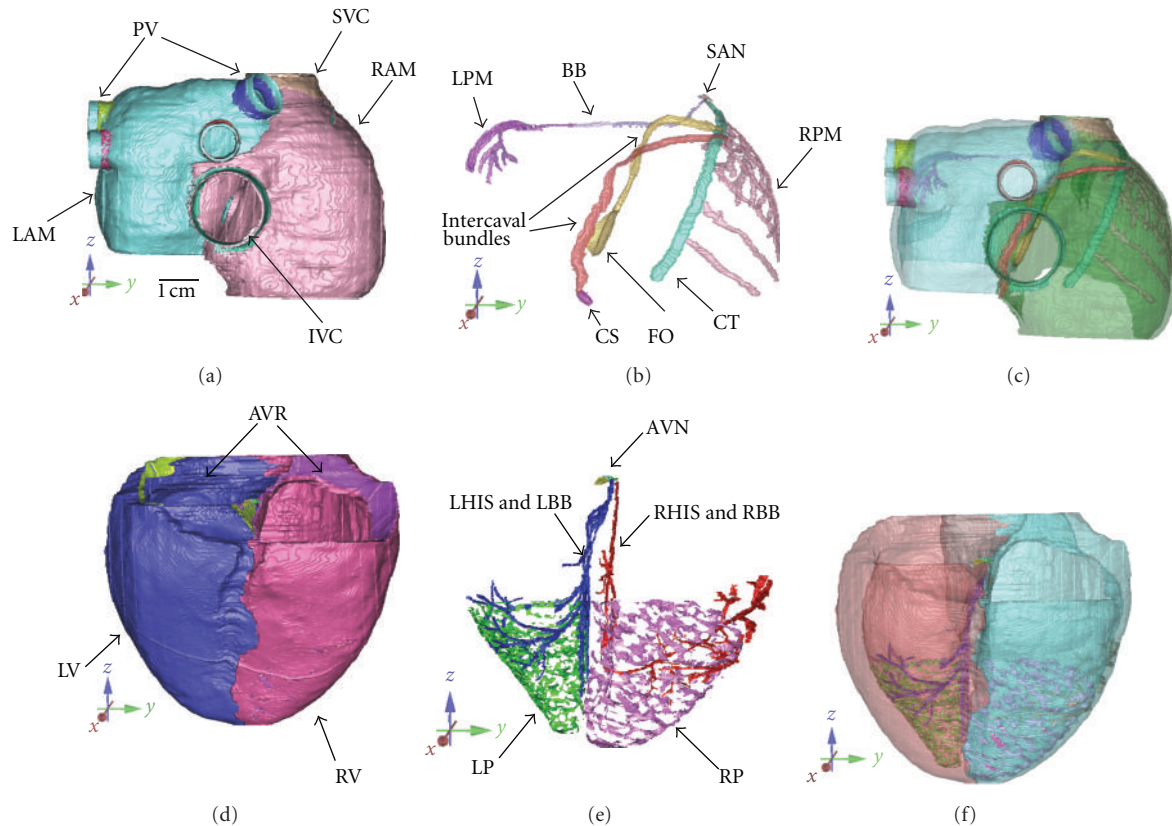 PV
SVC
RAM
LAM
z
y
x
1 cm
IVC
(a)
SAN
BB
LPM
RPM
Intercaval
bundles
z
y
x
CS
FO
CT
(b)
z
y
x
(c)
AVR
LV
z
y
x
RV
(d)
AVN
LHIS and LBB
RHIS and RBB
z
y
x
LP
RP
(e)
z
y
x
(f)